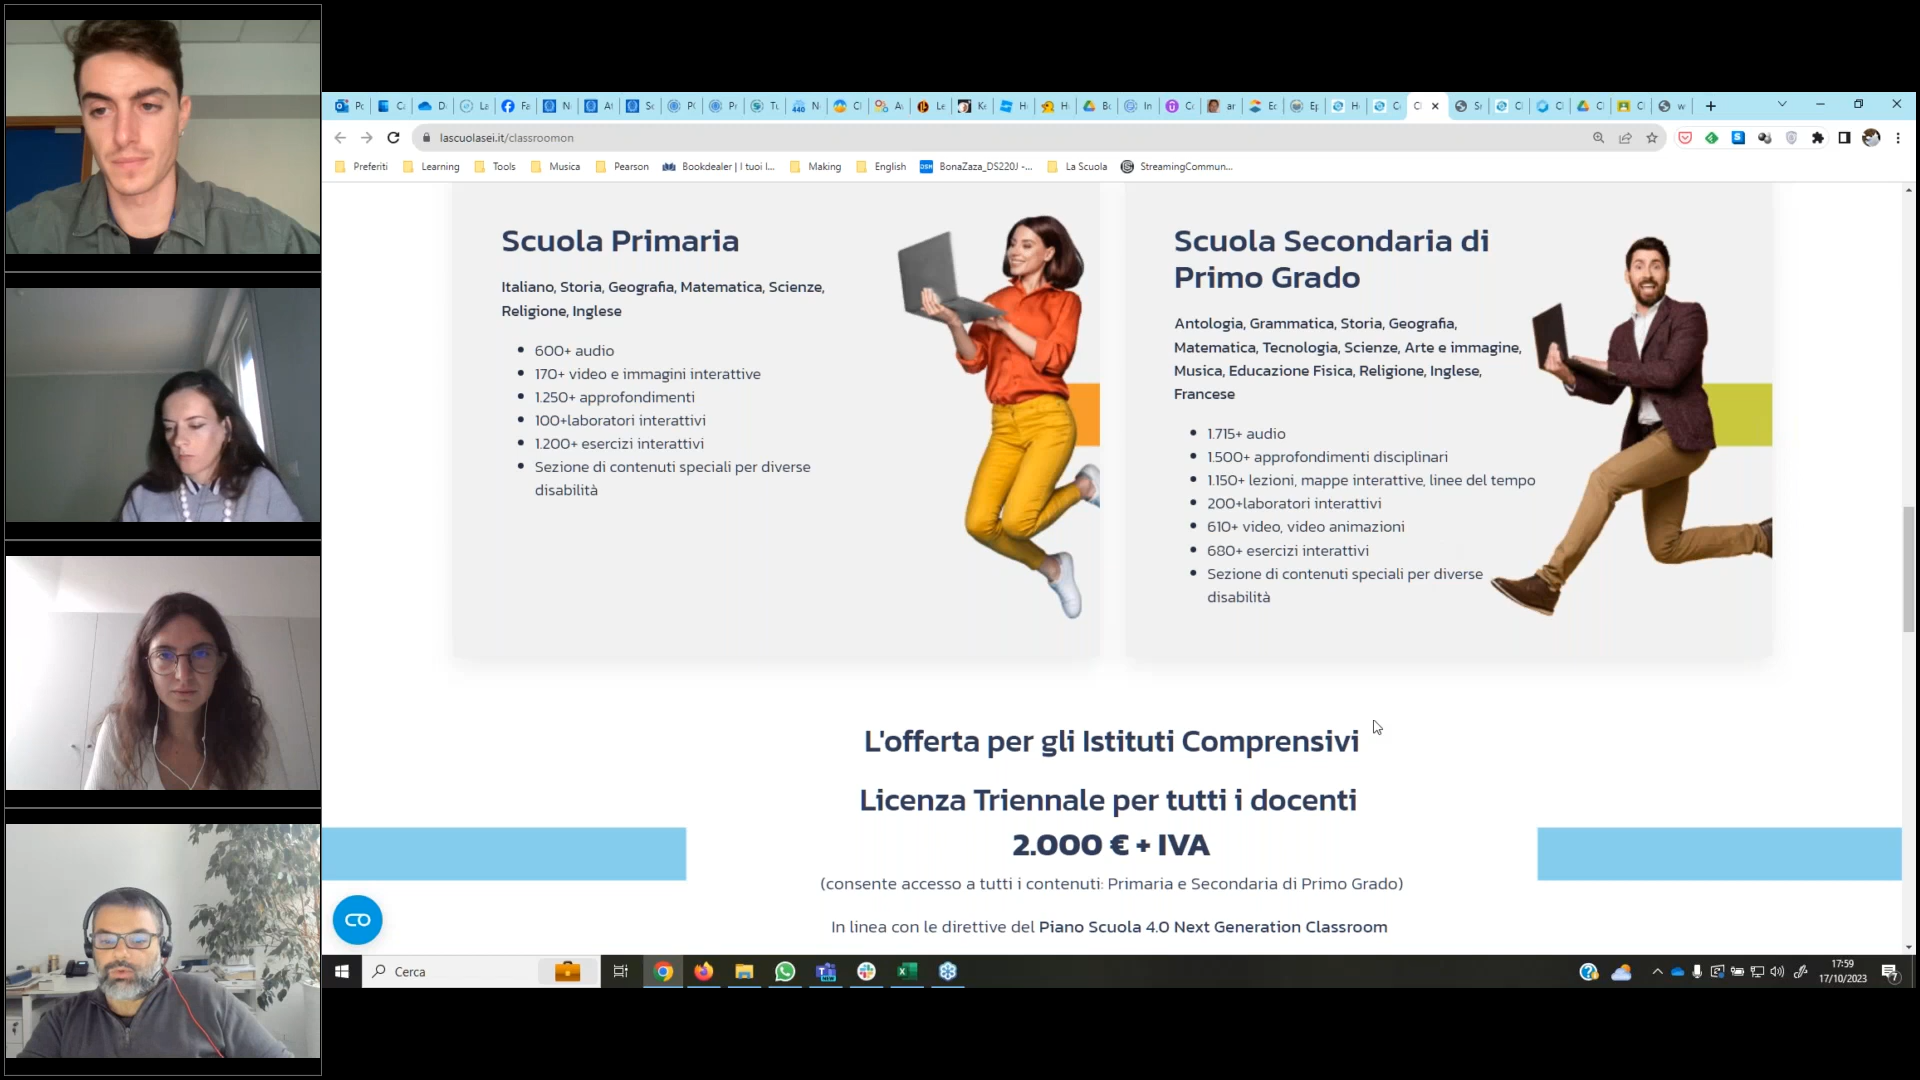 lascuolasei.it/classroomon
Preferiti
Learning
Tools
Musica
Pearson
Bookdealer | I tuoi l...
Making
English
BonaZaza_DS220J -...
La Scuola
StreamingCommun...
Scuola Primaria
Italiano, Storia, Geografia, Matematica, Scienze,
Religione, Inglese
600+ audio
170+ video e immagini interattive
1.250+ approfondimenti
100+laboratori interattivi
1.200+ esercizi interattivi
Sezione di contenuti speciali per diverse
disabilità
Scuola Secondaria di
Primo Grado
Antologia, Grammatica, Storia, Geografia,
Matematica, Tecnologia, Scienze, Arte e immagine,
Musica, Educazione Fisica, Religione, Inglese,
Francese
1.715+ audio
1.500+ approfondimenti disciplinari
1.150+ lezioni, mappe interattive, linee del tempo
200+laboratori interattivi
610+ video, video animazioni
680+ esercizi interattivi
Sezione di contenuti speciali per diverse
disabilità
L'offerta per gli Istituti Comprensivi
Licenza Triennale per tutti i docenti
2.000 € + IVA
(consente accesso a tutti i contenuti: Primaria e Secondaria di Primo Grado)
In linea con le direttive del Piano Scuola 4.0 Next Generation Classroom
Cerca
17:59
17/10/2023